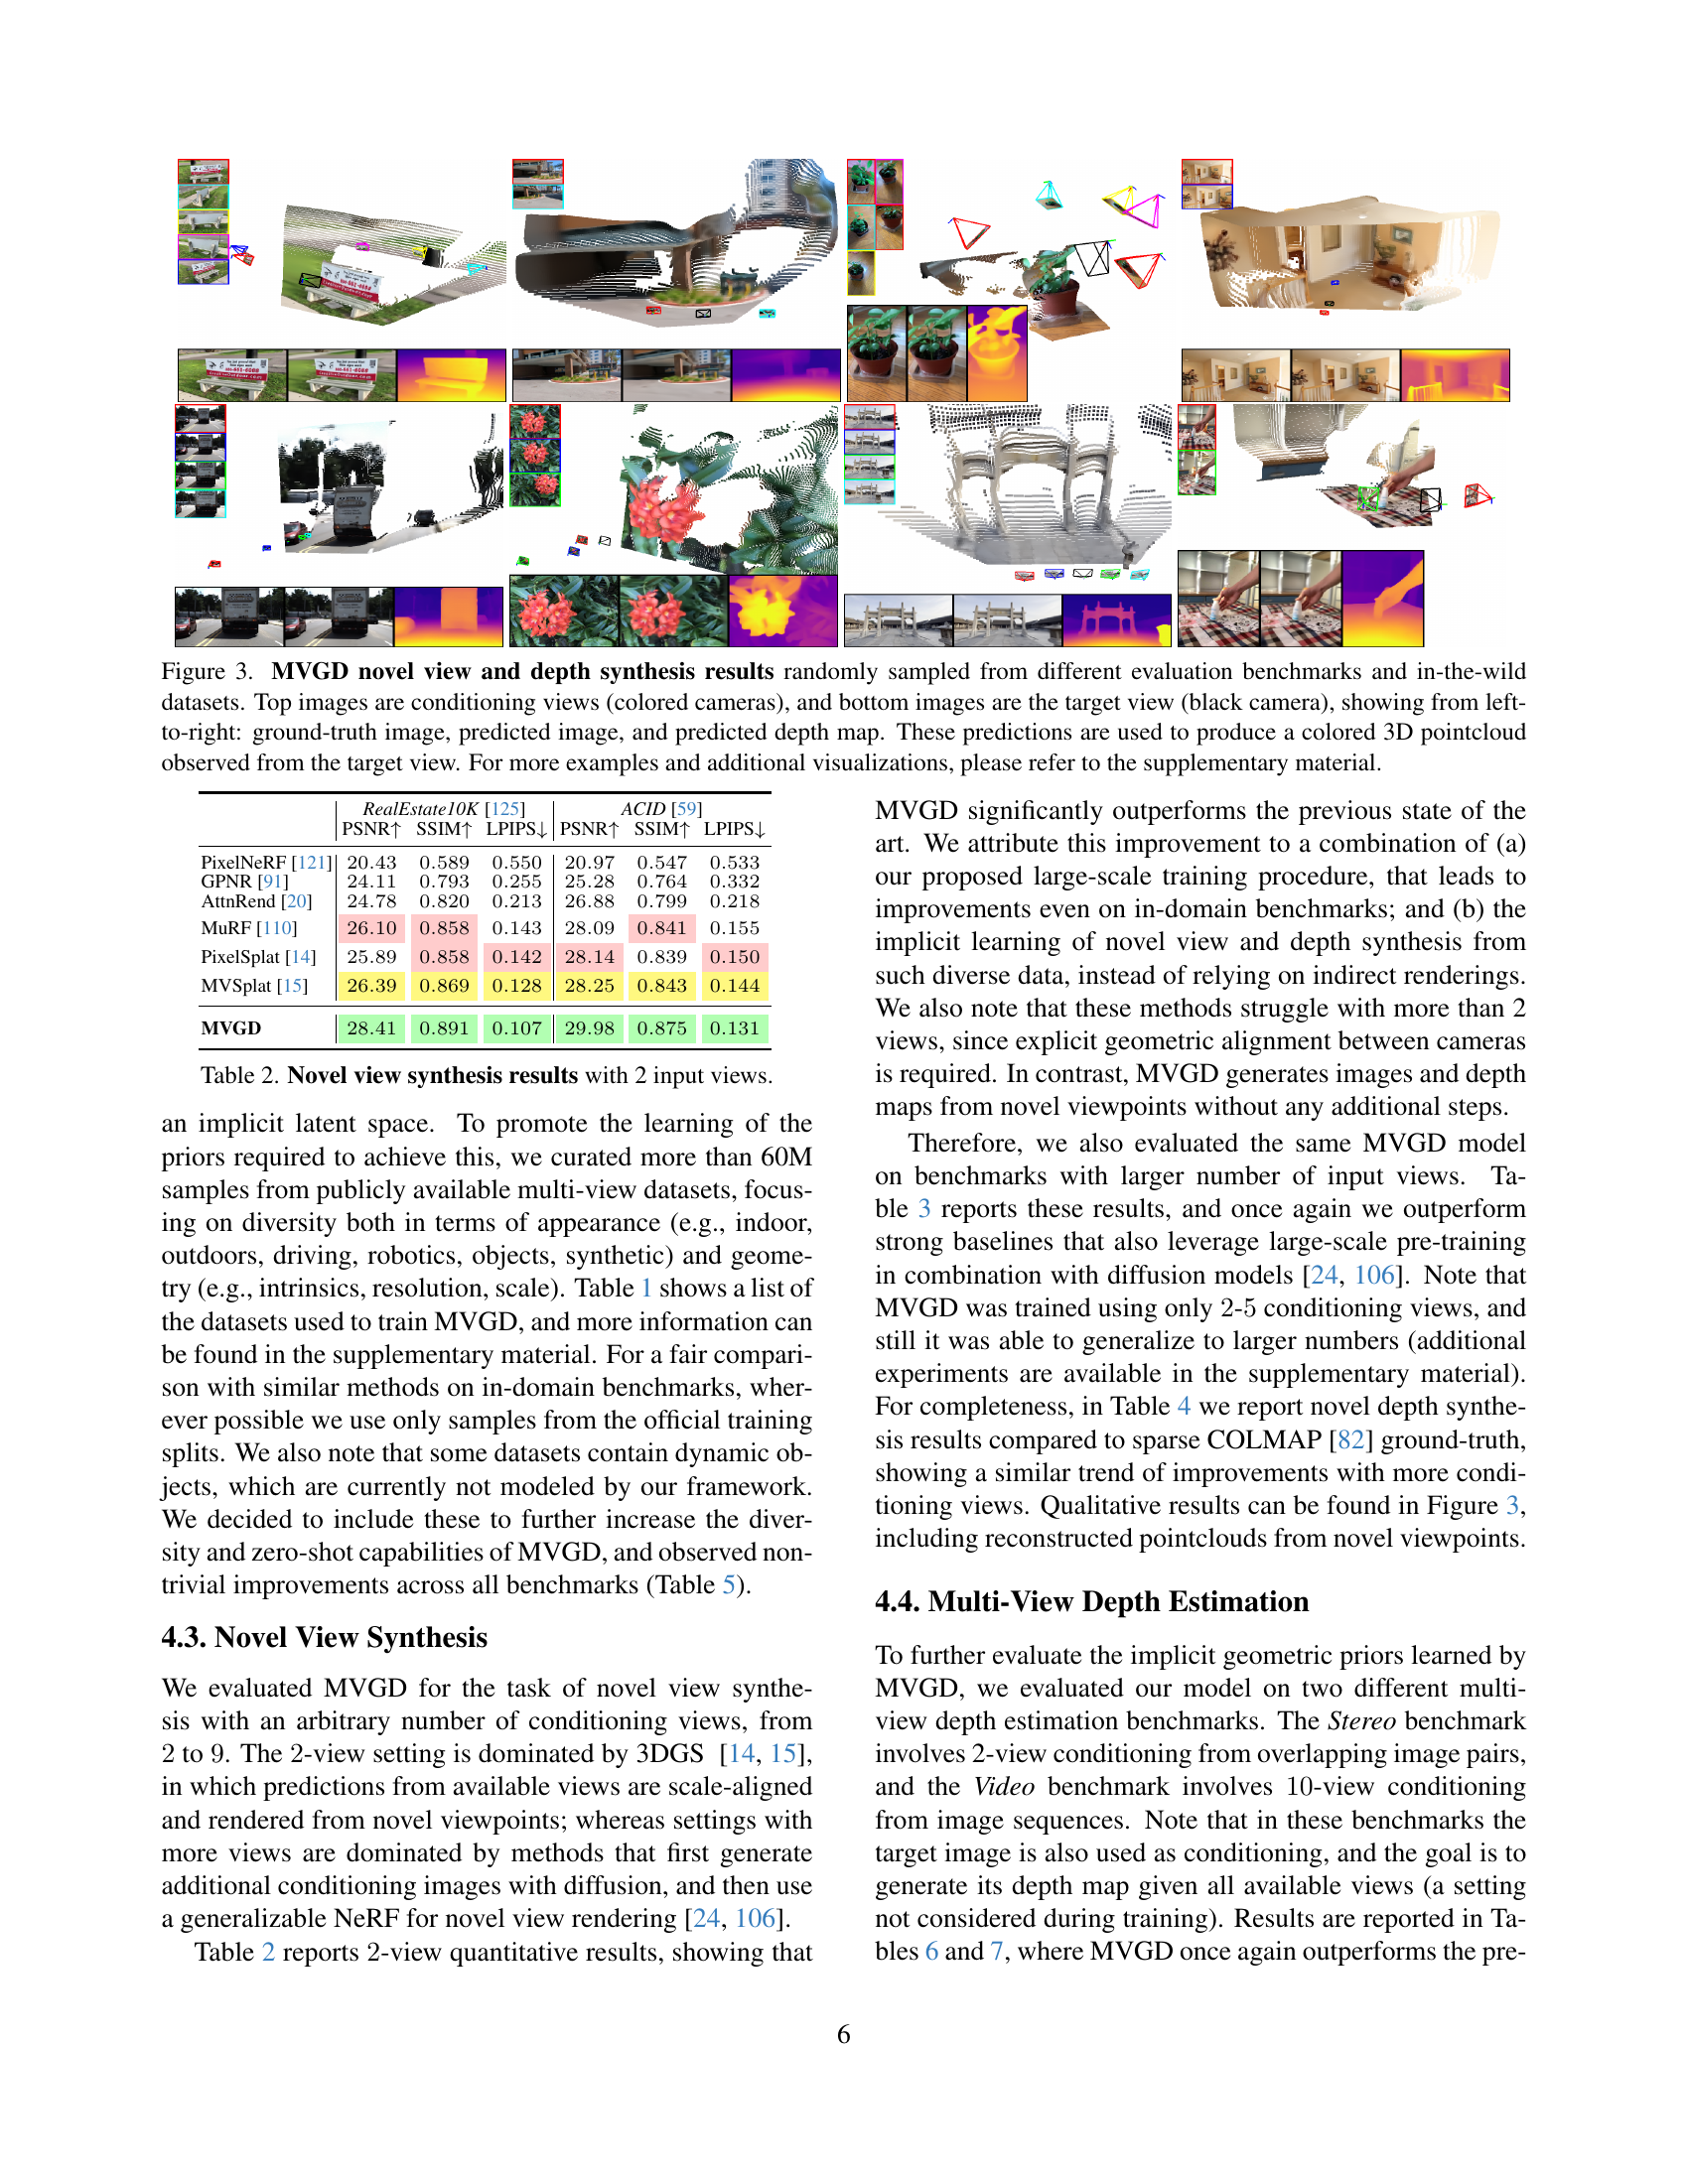 Figure 3. MVGD novel view and depth synthesis results randomly sampled from different evaluation benchmarks and in-the-wild
datasets. Top images are conditioning views (colored cameras), and bottom images are the target view (black camera), showing from left-
to-right: ground-truth image, predicted image, and predicted depth map. These predictions are used to produce a colored 3D pointcloud
observed from the target view. For more examples and additional visualizations, please refer to the supplementary material.
RealEstate10K [125] ACID [59]
PSNR↑ SSIM↑ LPIPS↓ PSNR↑ SSIM↑ LPIPS↓
PixelNeRF [121] 20.43 0.589 0.550 20.97 0.547 0.533
GPNR [91] 24.11 0.793 0.255 25.28 0.764 0.332
AttnRend [20] 24.78 0.820 0.213 26.88 0.799 0.218
MuRF [110] 26.10 0.858 0.143 28.09 0.841 0.155
PixelSplat [14] 25.89 0.858 0.142 28.14 0.839 0.150
MVSplat [15] 26.39 0.869 0.128 28.25 0.843 0.144
MVGD 28.41 0.891 0.107 29.98 0.875 0.131
Table 2. Novel view synthesis results with 2 input views.
an implicit latent space. To promote the learning of the
priors required to achieve this, we curated more than 60M
samples from publicly available multi-view datasets, focus-
ing on diversity both in terms of appearance (e.g., indoor,
outdoors, driving, robotics, objects, synthetic) and geome-
try (e.g., intrinsics, resolution, scale). Table 1 shows a list of
the datasets used to train MVGD, and more information can
be found in the supplementary material. For a fair compari-
son with similar methods on in-domain benchmarks, wher-
ever possible we use only samples from the official training
splits. We also note that some datasets contain dynamic ob-
jects, which are currently not modeled by our framework.
We decided to include these to further increase the diver-
sity and zero-shot capabilities of MVGD, and observed non-
trivial improvements across all benchmarks (Table 5).
4.3. Novel View Synthesis
We evaluated MVGD for the task of novel view synthe-
sis with an arbitrary number of conditioning views, from
2 to 9. The 2-view setting is dominated by 3DGS [14, 15],
in which predictions from available views are scale-aligned
and rendered from novel viewpoints; whereas settings with
more views are dominated by methods that first generate
additional conditioning images with diffusion, and then use
a generalizable NeRF for novel view rendering [24, 106].
Table 2 reports 2-view quantitative results, showing that
MVGD significantly outperforms the previous state of the
art. We attribute this improvement to a combination of (a)
our proposed large-scale training procedure, that leads to
improvements even on in-domain benchmarks; and (b) the
implicit learning of novel view and depth synthesis from
such diverse data, instead of relying on indirect renderings.
We also note that these methods struggle with more than 2
views, since explicit geometric alignment between cameras
is required. In contrast, MVGD generates images and depth
maps from novel viewpoints without any additional steps.
Therefore, we also evaluated the same MVGD model
on benchmarks with larger number of input views. Ta-
ble 3 reports these results, and once again we outperform
strong baselines that also leverage large-scale pre-training
in combination with diffusion models [24, 106]. Note that
MVGD was trained using only 2-5 conditioning views, and
still it was able to generalize to larger numbers (additional
experiments are available in the supplementary material).
For completeness, in Table 4 we report novel depth synthe-
sis results compared to sparse COLMAP [82] ground-truth,
showing a similar trend of improvements with more condi-
tioning views. Qualitative results can be found in Figure 3,
including reconstructed pointclouds from novel viewpoints.
4.4. Multi-View Depth Estimation
To further evaluate the implicit geometric priors learned by
MVGD, we evaluated our model on two different multi-
view depth estimation benchmarks. The Stereo benchmark
involves 2-view conditioning from overlapping image pairs,
and the Video benchmark involves 10-view conditioning
from image sequences. Note that in these benchmarks the
target image is also used as conditioning, and the goal is to
generate its depth map given all available views (a setting
not considered during training). Results are reported in Ta-
bles 6 and 7, where MVGD once again outperforms the pre-
6